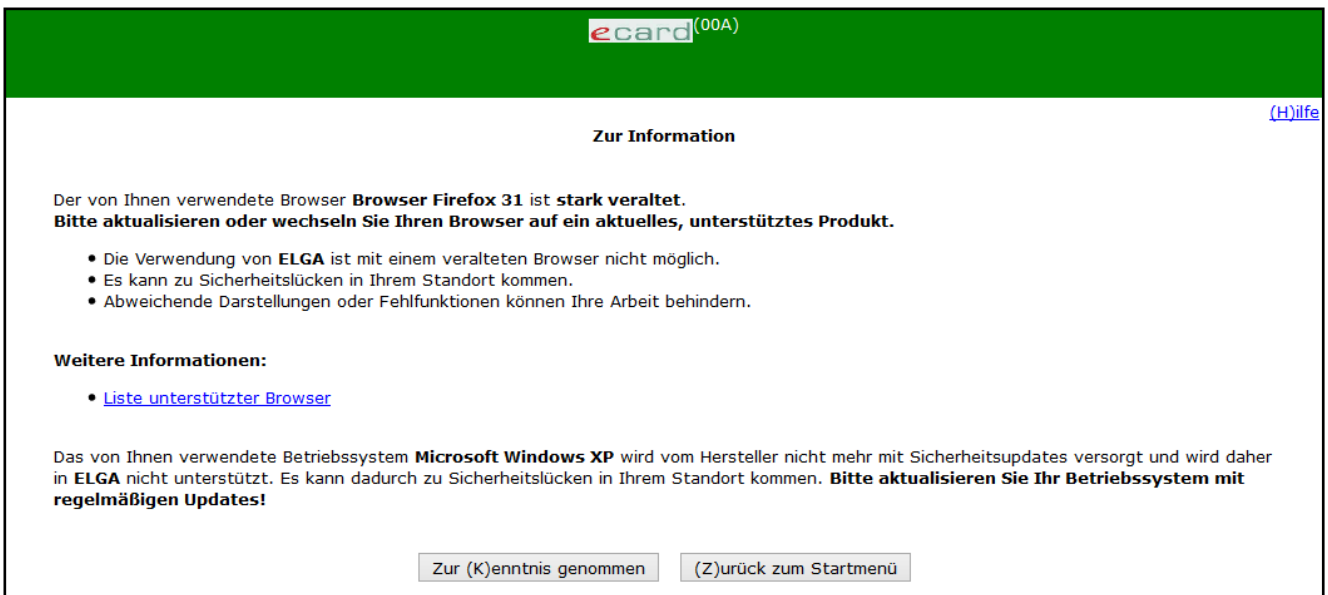 ecard(00A)
(H)ilfe
Zur Information
Der von Ihnen verwendete Browser Browser Firefox 31 ist stark veraltet.
Bitte aktualisieren oder wechseln Sie Ihren Browser auf ein aktuelles, unterstütztes Produkt.
• Die Verwendung von ELGA ist mit einem veralteten Browser nicht möglich.
• Es kann zu Sicherheitslücken in Ihrem Standort kommen.
• Abweichende Darstellungen oder Fehlfunktionen können Ihre Arbeit behindern.
Weitere Informationen:
• Liste unterstützter Browser
Das von Ihnen verwendete Betriebssystem Microsoft Windows XP wird vom Hersteller nicht mehr mit Sicherheitsupdates versorgt und wird daher
in ELGA nicht unterstützt. Es kann dadurch zu Sicherheitslücken in Ihrem Standort kommen. Bitte aktualisieren Sie Ihr Betriebssystem mit
regelmäßigen Updates!
Zur (K)enntnis genommen (Z)urück zum Startmenü